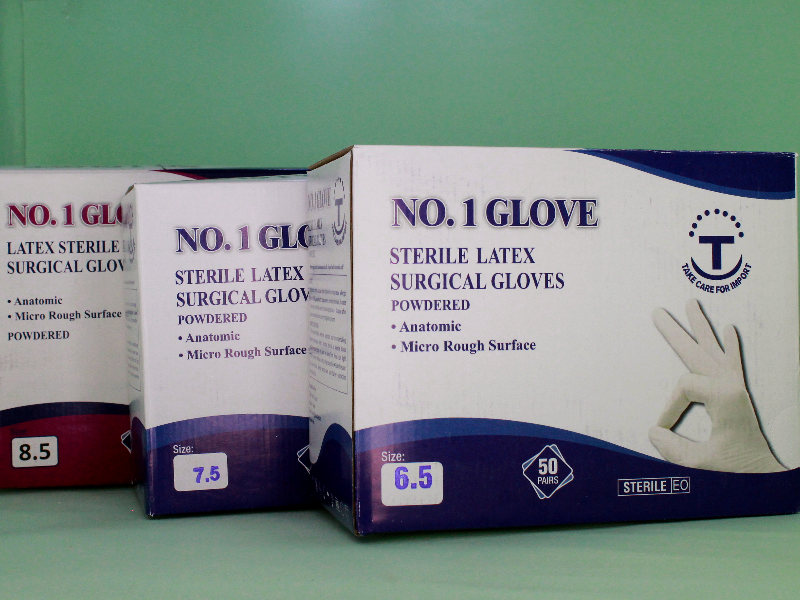 NO. 1 GLO
LATEX STERILE
SURGICAL GLOV
• Anatomic
• Micro Rough Surface
POWDERED
8.5
NO. 1 GLO
STERILE LATEX
SURGICAL GLOV
POWDERED
• Anatomic
• Micro Rough Surface
Size:
7.5
NO. 1 GLOVE
STERILE LATEX
SURGICAL GLOVES
POWDERED
• Anatomic
• Micro Rough Surface
T
TAKE CARE FOR IMPORT
Size:
6.5
50
PAIRS
STERILE EO